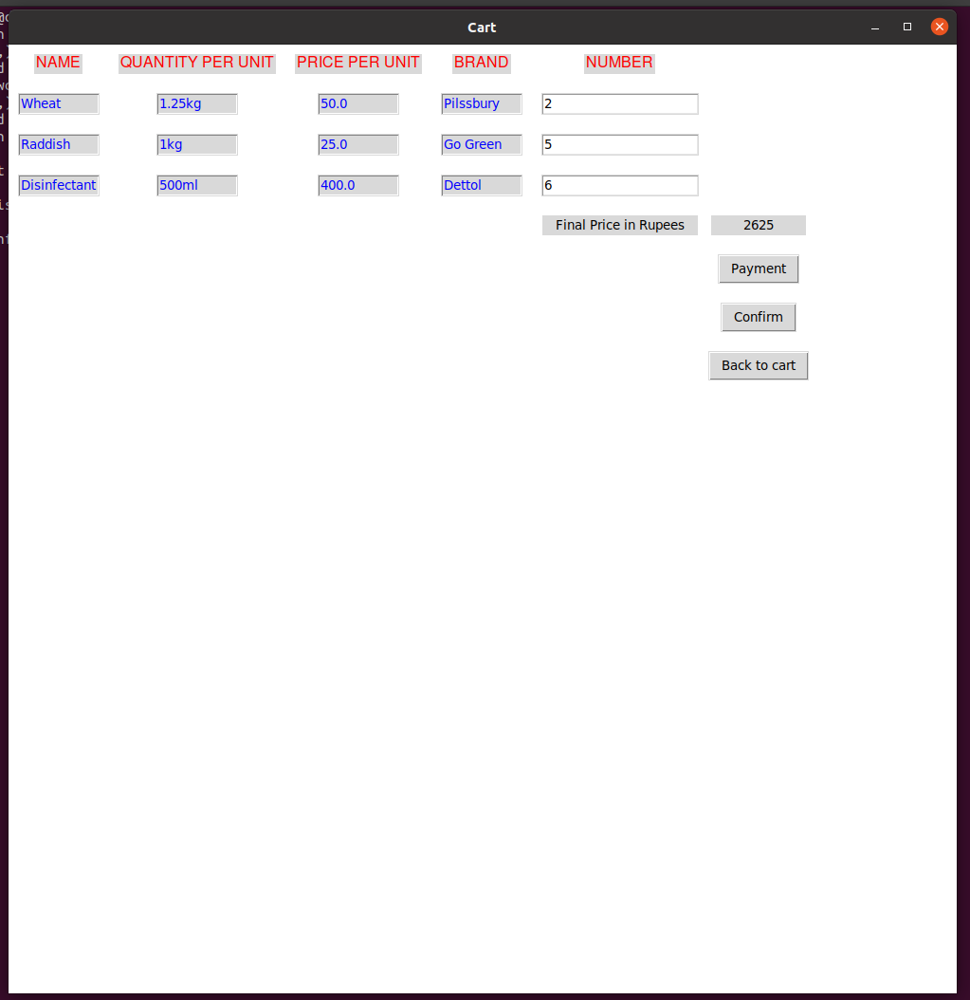 Cart
NAME QUANTITY PER UNIT PRICE PER UNIT BRAND NUMBER
Wheat 1.25kg 50.0 Pilssbury 2
Raddish 1kg 25.0 Go Green 5
Disinfectant 500ml 400.0 Dettol 6
Final Price in Rupees 2625
Payment
Confirm
Back to cart